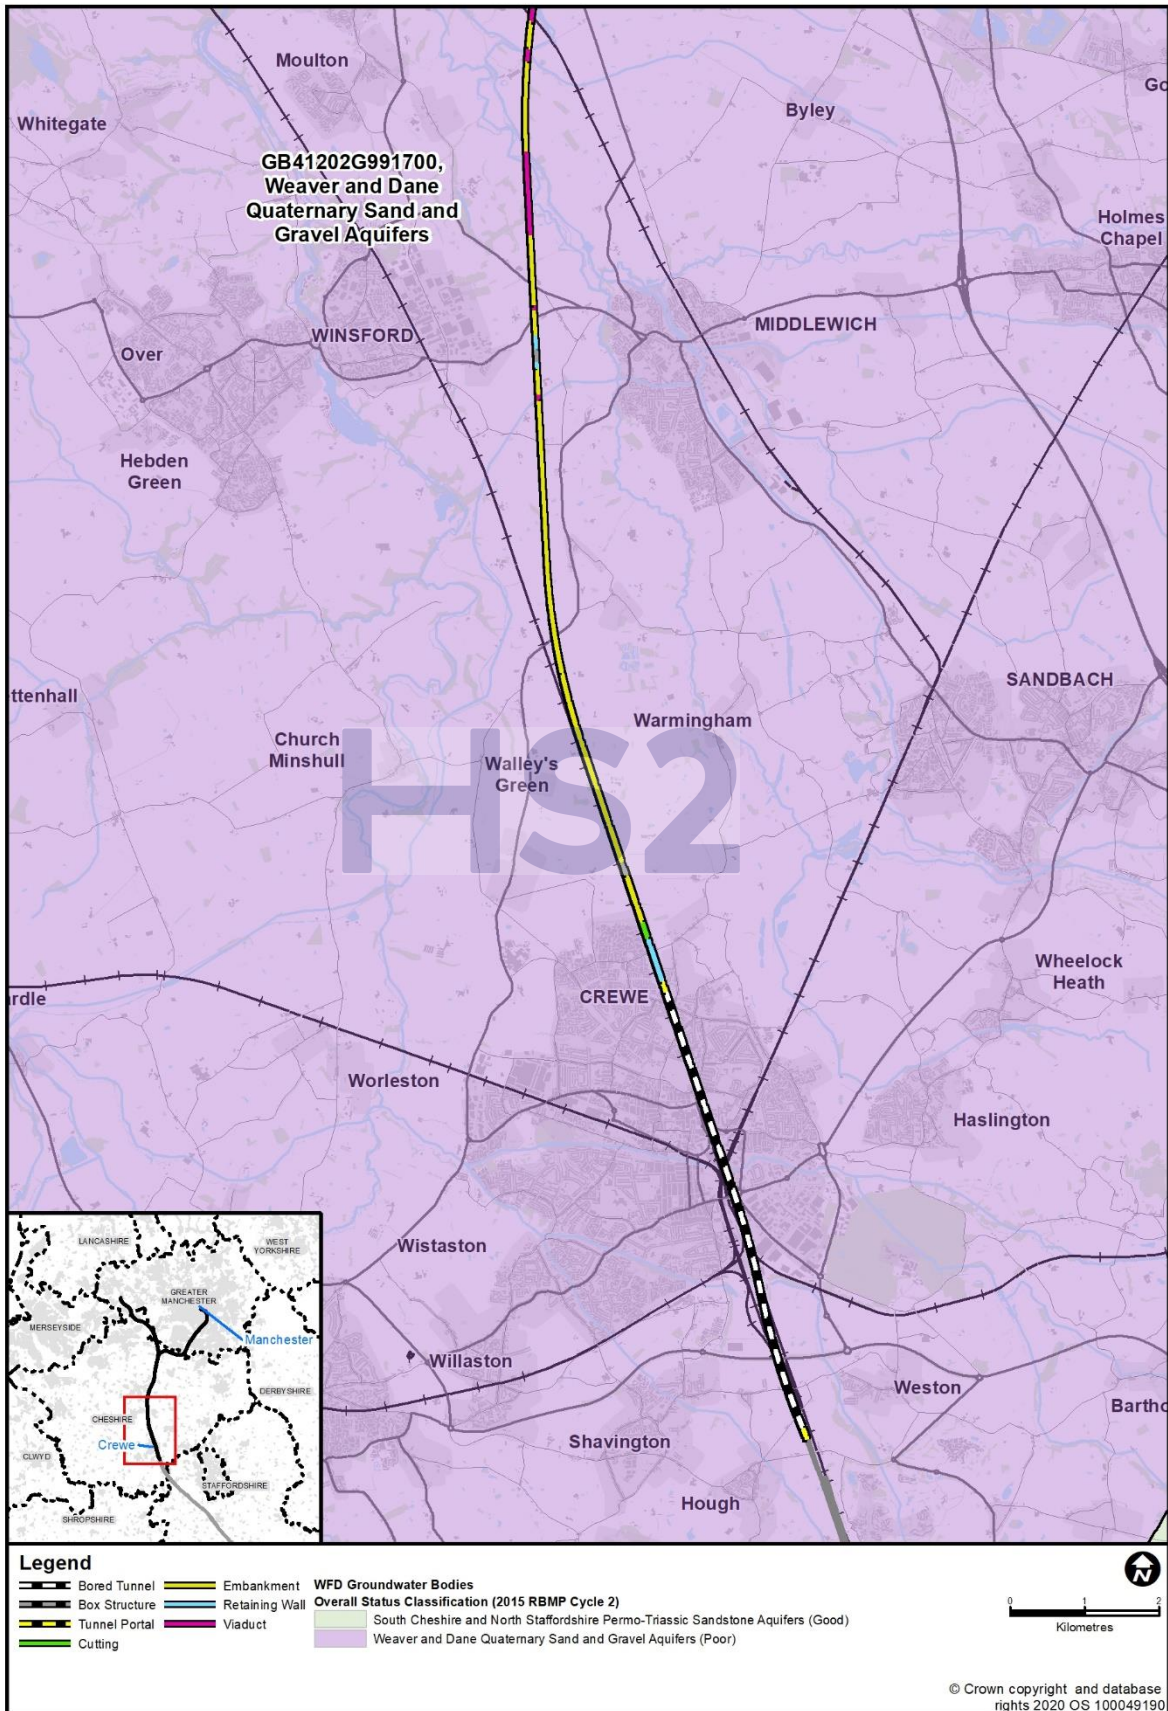 Moulton
Whitegate
Byley
Go
GB41202G991700,
Weaver and Dane
Quaternary Sand and
Gravel Aquifers
Holmes
Chapel
WINSFORD
MIDDLEWICH
Over
Hebden
Green
ttenhall
SANDBACH
Church
Minshull
Warmingham
Walley's
Green
HS2
Wheelock
Heath
ardle
CREWE
Worleston
Haslington
Wistaston
Willaston
Weston
Bartho
Shavington
Hough
LANCASHIRE
WEST
YORKSHIRE
GREATER
MANCHESTER
MERSEYSIDE
Manchester
DERBYSHIRE
CHESHIRE
Crewe
CLWYD
STAFFORDSHIRE
SHROPSHIRE
Legend
Bored Tunnel
Box Structure
Tunnel Portal
Cutting
Embankment
Retaining Wall
Viaduct
WFD Groundwater Bodies
Overall Status Classification (2015 RBMP Cycle 2)
South Cheshire and North Staffordshire Permo-Triassic Sandstone Aquifers (Good)
Weaver and Dane Quaternary Sand and Gravel Aquifers (Poor)
N
0 1 2
Kilometres
© Crown copyright and database
rights 2020 OS 100049190